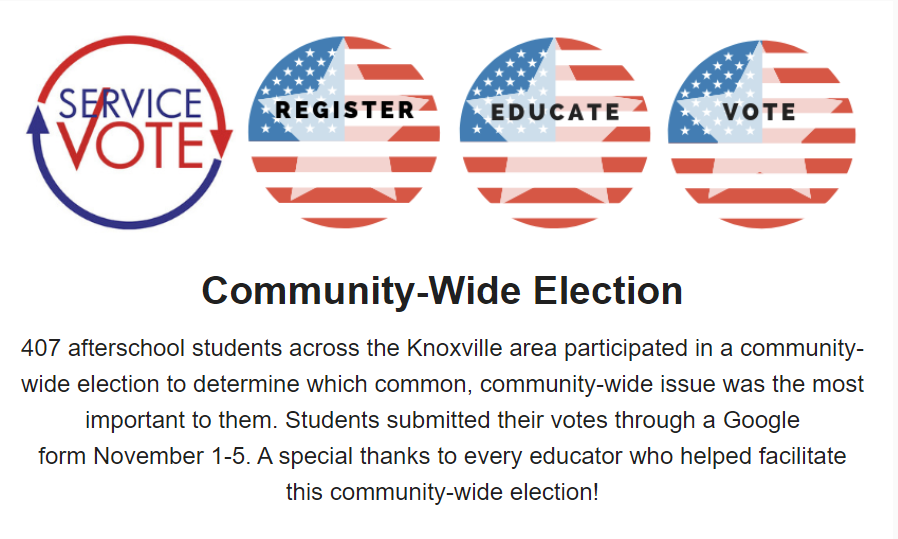 SERVICE
VOTE
REGISTER
EDUCATE
VOTE
Community-Wide Election
407 afterschool students across the Knoxville area participated in a community-
wide election to determine which common, community-wide issue was the most
important to them. Students submitted their votes through a Google
form November 1-5. A special thanks to every educator who helped facilitate
this community-wide election!